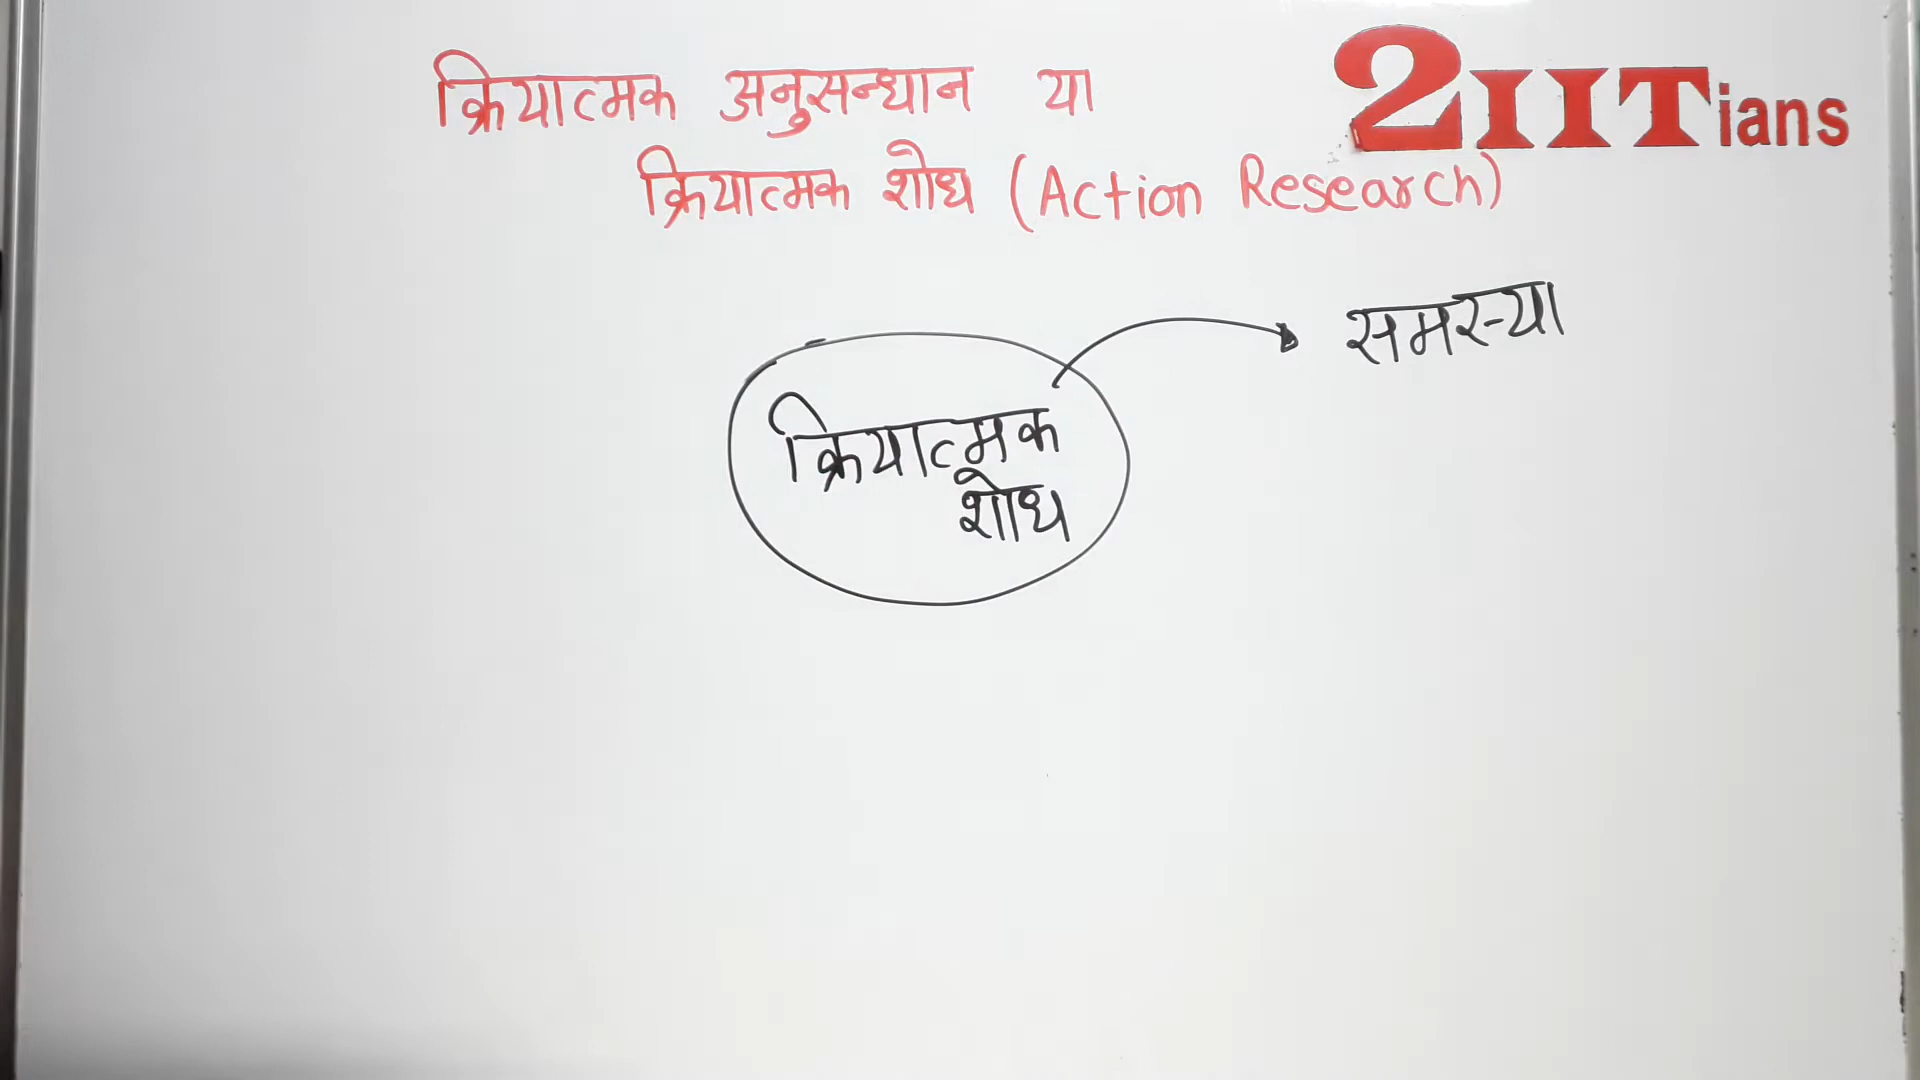 क्रियात्मक अनुसन्धान या
2IITians
क्रियात्मक शोध (Action Research)
समस्या
क्रियात्मक
शोध